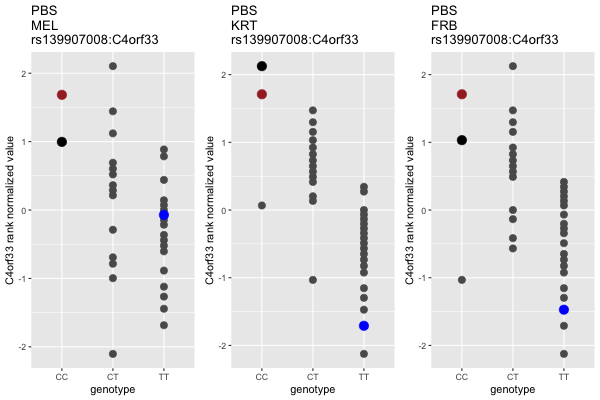 PBS
MEL
rs139907008:C4orf33
C4orf33 rank normalized value
2
1
0
-1
-2
CC
CT
TT
genotype
PBS
KRT
rs139907008:C4orf33
C4orf33 rank normalized value
2
1
0
-1
-2
CC
CT
TT
genotype
PBS
FRB
rs139907008:C4orf33
C4orf33 rank normalized value
2
1
0
-1
-2
CC
CT
TT
genotype